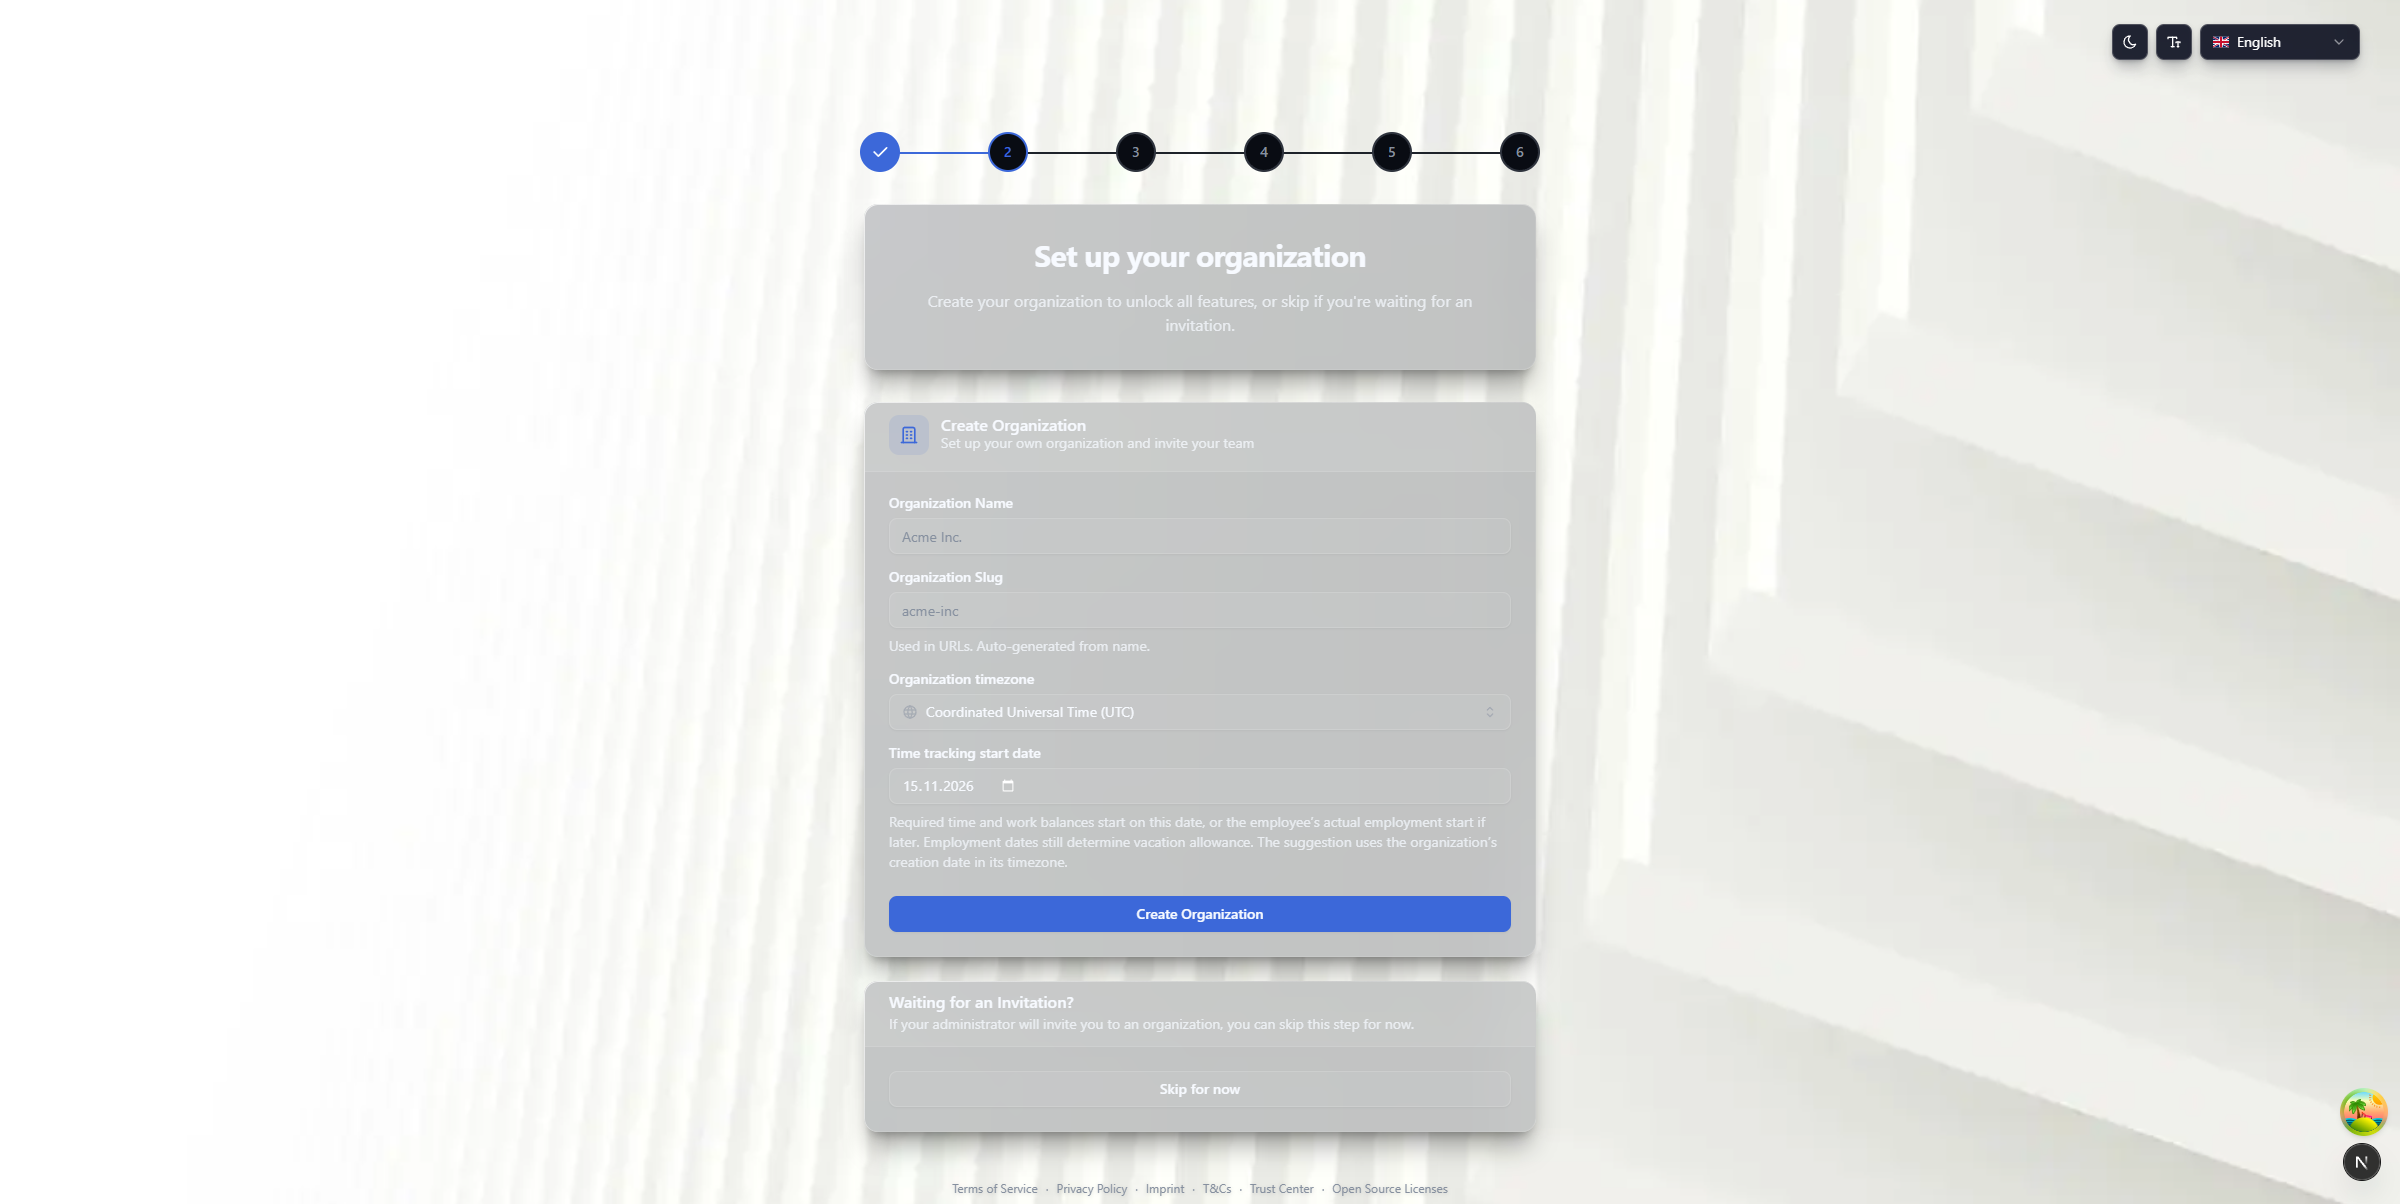 English
2
3
4
5
6
Set up your organization
Create your organization to unlock all features, or skip if you're waiting for an
invitation.
Create Organization
Set up your own organization and invite your team
Organization Name
Acme Inc.
Organization Slug
acme-inc
Used in URLs. Auto-generated from name.
Organization timezone
Coordinated Universal Time (UTC)
Time tracking start date
15.11.2026
Required time and work balances start on this date, or the employee's actual employment start if
later. Employment dates still determine vacation allowance. The suggestion uses the organization's
creation date in its timezone.
Create Organization
Waiting for an Invitation?
If your administrator will invite you to an organization, you can skip this step for now.
Skip for now
Terms of Service · Privacy Policy · Imprint · T&Cs · Trust Center · Open Source Licenses